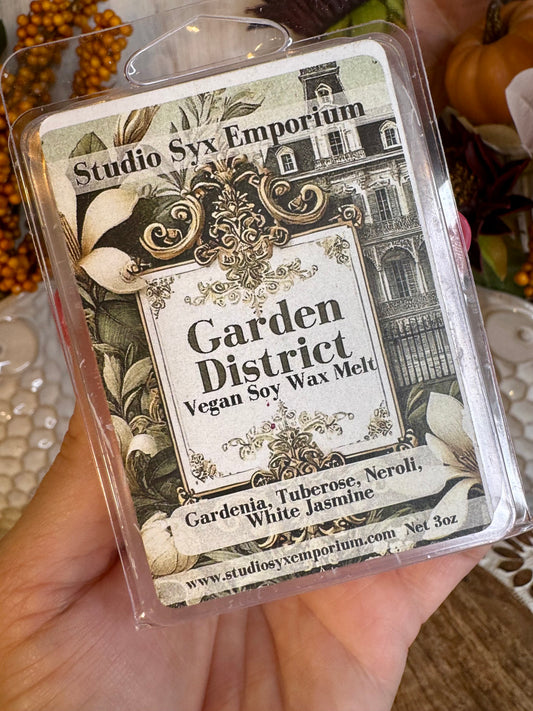 Studio Syx Emporium
Garden
District
Vegan Soy Wax Melt
Gardenia, Tuberose, Neroli,
White Jasmine
www.studiosyxemporium.com Net 3oz